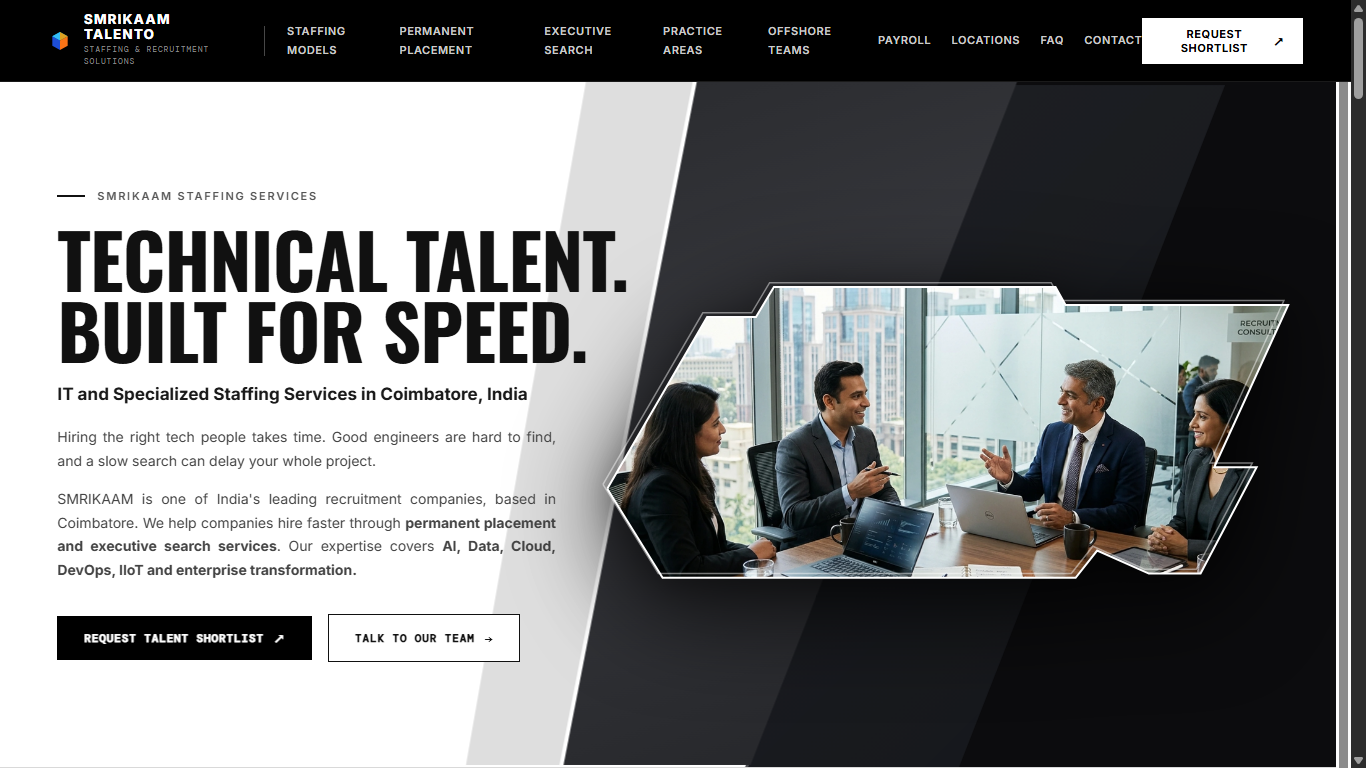 SMRIKAAM
TALENTO
STAFFING & RECRUITMENT
SOLUTIONS
STAFFING
MODELS
PERMANENT
PLACEMENT
EXECUTIVE
SEARCH
PRACTICE
AREAS
OFFSHORE
TEAMS
PAYROLL
LOCATIONS
FAQ
CONTACT
REQUEST
SHORTLIST ↗
SMRIKAAM STAFFING SERVICES
TECHNICAL TALENT.
BUILT FOR SPEED.
IT and Specialized Staffing Services in Coimbatore, India
Hiring the right tech people takes time. Good engineers are hard to find,
and a slow search can delay your whole project.
SMRIKAAM is one of India's leading recruitment companies, based in
Coimbatore. We help companies hire faster through permanent placement
and executive search services. Our expertise covers AI, Data, Cloud,
DevOps, IIoT and enterprise transformation.
REQUEST TALENT SHORTLIST ↗
TALK TO OUR TEAM →